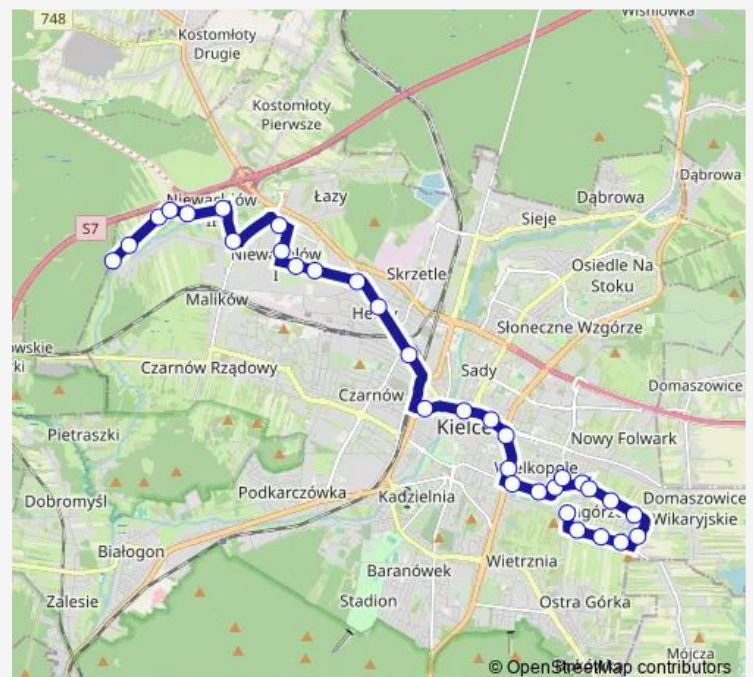 748
Wiśniówka
Kostomłoty
Drugie
Kostomłoty
Pierwsze
Dąbrowa
Łazy
Dąbrowa
Sieje
S7
Skrzetle
Osiedle Na
Stoku
Malików
Słoneczne Wzgórze
Czarnów Rządowy
Sady
Domaszowice
Czarnów
Kielce
Pietraszki
Nowy Folwark
Wielkopole
Dobromyśl
Podkarczówka
Kadzielnia
Domaszowice
Wikaryjskie
Białogon
Wietrznia
Baranówek
Zalesie
Stadion
Ostra Górka
Mójcza
© OpenStreetMap contributors